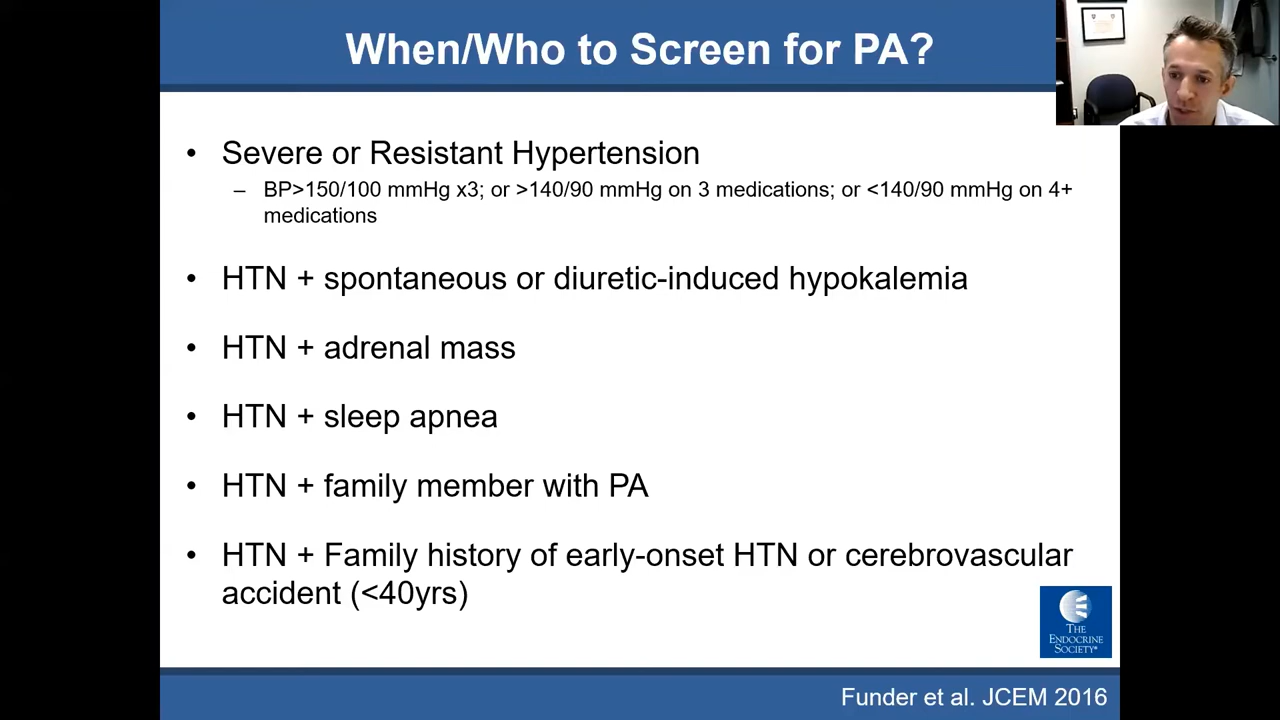 When/Who to Screen for PA?
• Severe or Resistant Hypertension
– BP>150/100 mmHg x3; or >140/90 mmHg on 3 medications; or <140/90 mmHg on 4+
medications
• HTN + spontaneous or diuretic-induced hypokalemia
• HTN + adrenal mass
• HTN + sleep apnea
• HTN + family member with PA
• HTN + Family history of early-onset HTN or cerebrovascular
accident (<40yrs)
THE
ENDOCRINE
SOCIETY®
Funder et al. JCEM 2016